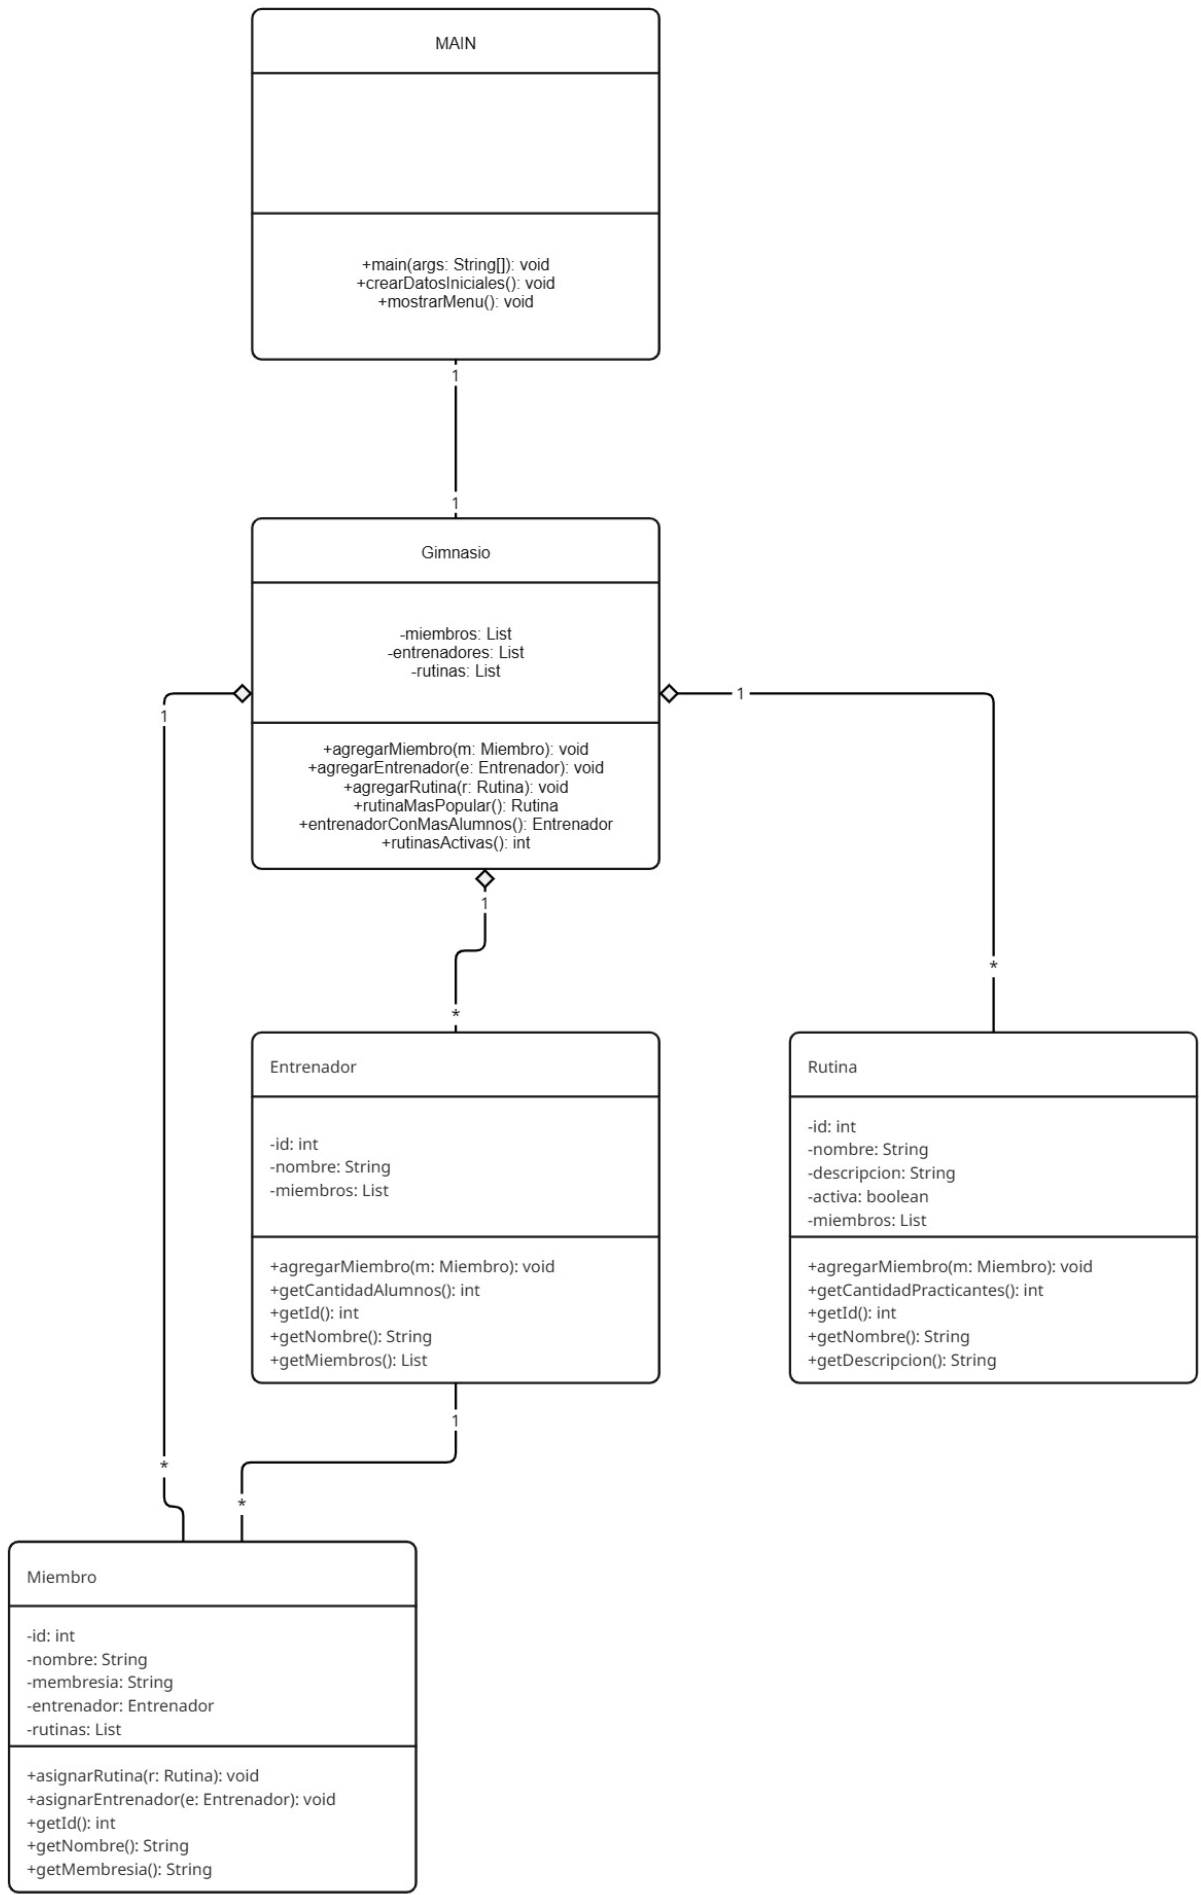 MAIN
+main(args: String[]): void
+crearDatosIniciales(): void
+mostrarMenu(): void
1
1
Gimnasio
-miembros: List
-entrenadores: List
-rutinas: List
1
1
+agregarMiembro(m: Miembro): void
+agregarEntrenador(e: Entrenador): void
+agregarRutina(r: Rutina): void
+rutinaMasPopular(): Rutina
+entrenadorConMasAlumnos(): Entrenador
+rutinasActivas(): int
1
*
*
Entrenador
-id: int
-nombre: String
-miembros: List
+agregarMiembro(m: Miembro): void
+getCantidadAlumnos(): int
+getId(): int
+getNombre(): String
+getMiembros(): List
Rutina
-id: int
-nombre: String
-descripcion: String
-activa: boolean
-miembros: List
+agregarMiembro(m: Miembro): void
+getCantidadPracticantes(): int
+getId(): int
+getNombre(): String
+getDescripcion(): String
1
*
*
Miembro
-id: int
-nombre: String
-membresia: String
-entrenador: Entrenador
-rutinas: List
+asignarRutina(r: Rutina): void
+asignarEntrenador(e: Entrenador): void
+getId(): int
+getNombre(): String
+getMembresia(): String